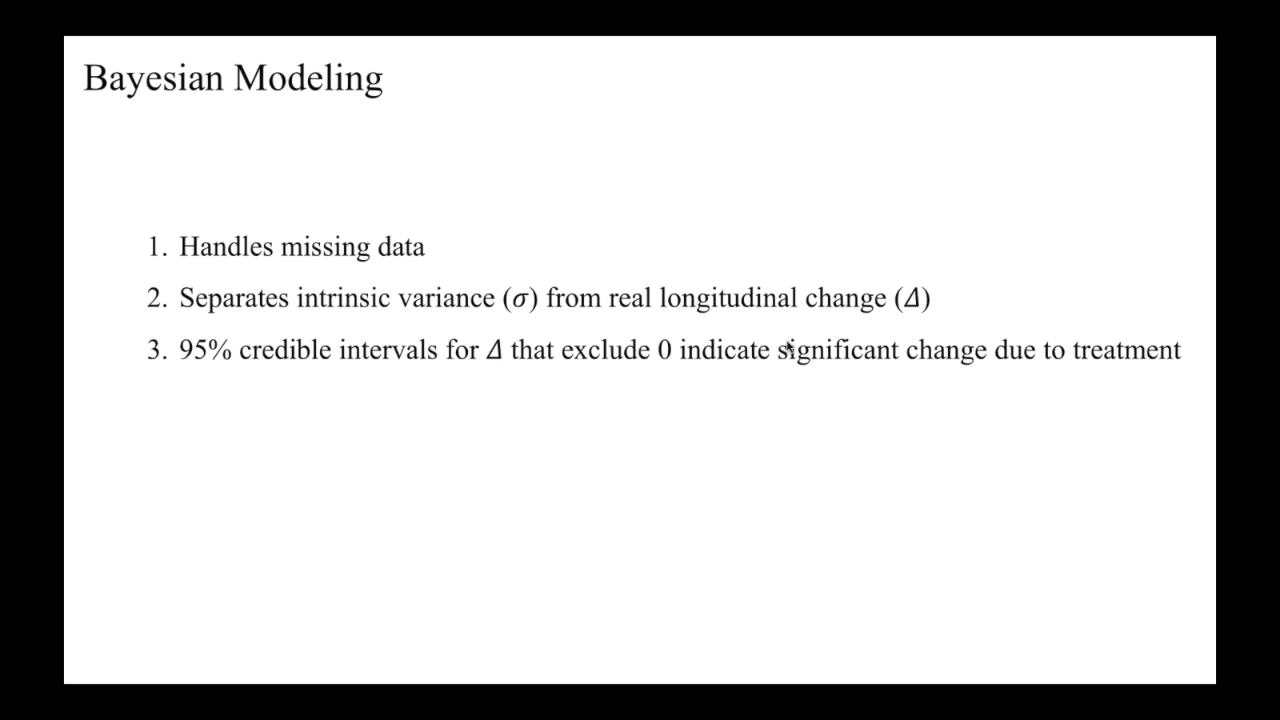 Bayesian Modeling
1. Handles missing data
2. Separates intrinsic variance (σ) from real longitudinal change (Δ)
3. 95% credible intervals for Δ that exclude 0 indicate significant change due to treatment